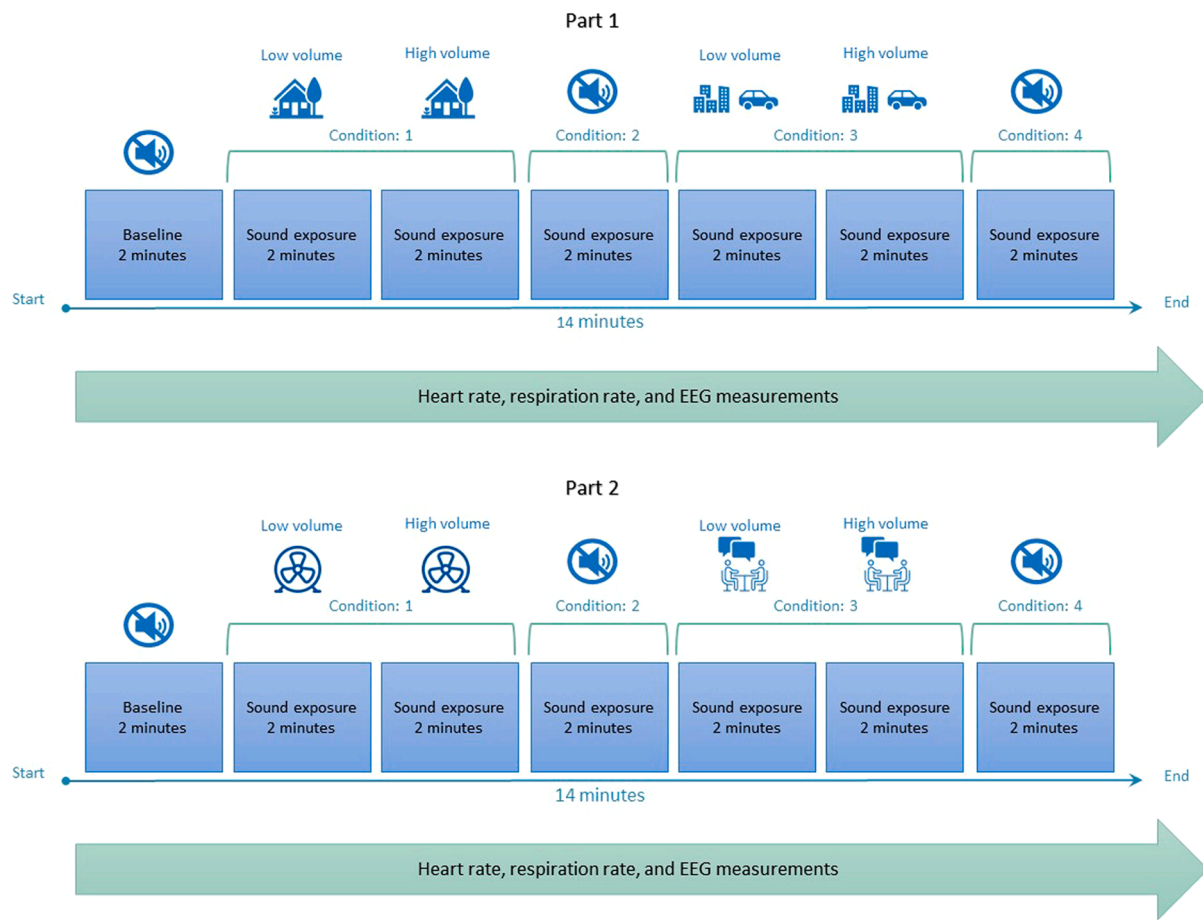 Part 1
Low volume
High volume
Low volume
High volume
Condition: 1
Condition: 2
Condition: 3
Condition: 4
Baseline
2 minutes
Sound exposure
2 minutes
Sound exposure
2 minutes
Sound exposure
2 minutes
Sound exposure
2 minutes
Sound exposure
2 minutes
Sound exposure
2 minutes
Start
End
14 minutes
Heart rate, respiration rate, and EEG measurements
Part 2
Low volume
High volume
Low volume
High volume
Condition: 1
Condition: 2
Condition: 3
Condition: 4
Baseline
2 minutes
Sound exposure
2 minutes
Sound exposure
2 minutes
Sound exposure
2 minutes
Sound exposure
2 minutes
Sound exposure
2 minutes
Sound exposure
2 minutes
Start
End
14 minutes
Heart rate, respiration rate, and EEG measurements